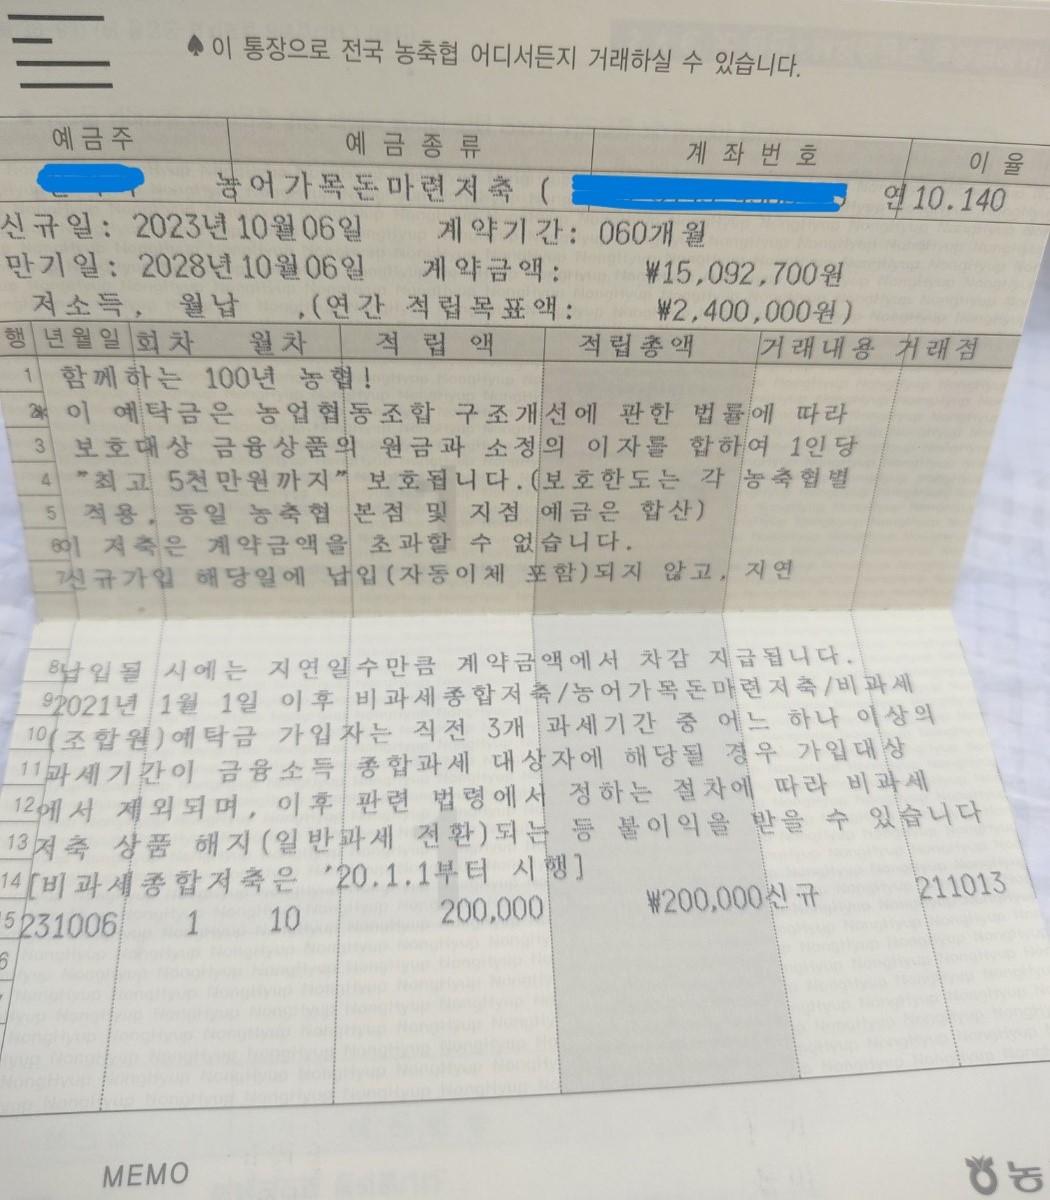 ♠이 통장으로 전국 농축협 어디서든지 거래하실 수 있습니다.
예금주 예금종류 계좌번호 이율
농어가목돈마련저축 ( 연10.140
신규일: 2023년10월06일 계약기간: 060개월
만기일: 2028년10월06일 계약금액: ₩15,092,700원
저소득, 월납 ,(연간 적립목표액: ₩2,400,000원)
행 년월일 회차 월차 적립액 적립총액 거래내용 거래점
1 함께하는 100년 농협!
2* 이 예탁금은 농업협동조합 구조개선에 관한 법률에 따라
3 보호대상 금융상품의 원금과 소정의 이자를 합하여 1인당
4 "최고 5천만원까지" 보호됩니다.(보호한도는 각 농축협별
5 적용, 동일 농축협 본점 및 지점 예금은 합산)
6이 저축은 계약금액을 초과할 수 없습니다.
7신규가입 해당일에 납입(자동이체 포함)되지 않고, 지연
8납입될 시에는 지연일수만큼 계약금액에서 차감 지급됩니다.
92021년 1월 1일 이후 비과세종합저축/농어가목돈마련저축/비과세
10(조합원)예탁금 가입자는 직전 3개 과세기간 중 어느 하나 이상의
11과세기간이 금융소득 종합과세 대상자에 해당될 경우 가입대상
12에서 제외되며, 이후 관련 법령에서 정하는 절차에 따라 비과세
13저축 상품 해지(일반과세 전환)되는 등 불이익을 받을 수 있습니다
14[비과세종합저축은 '20.1.1부터 시행]
5231006 1 10 200,000 ₩200,000신규 211013
6
MEMO
농